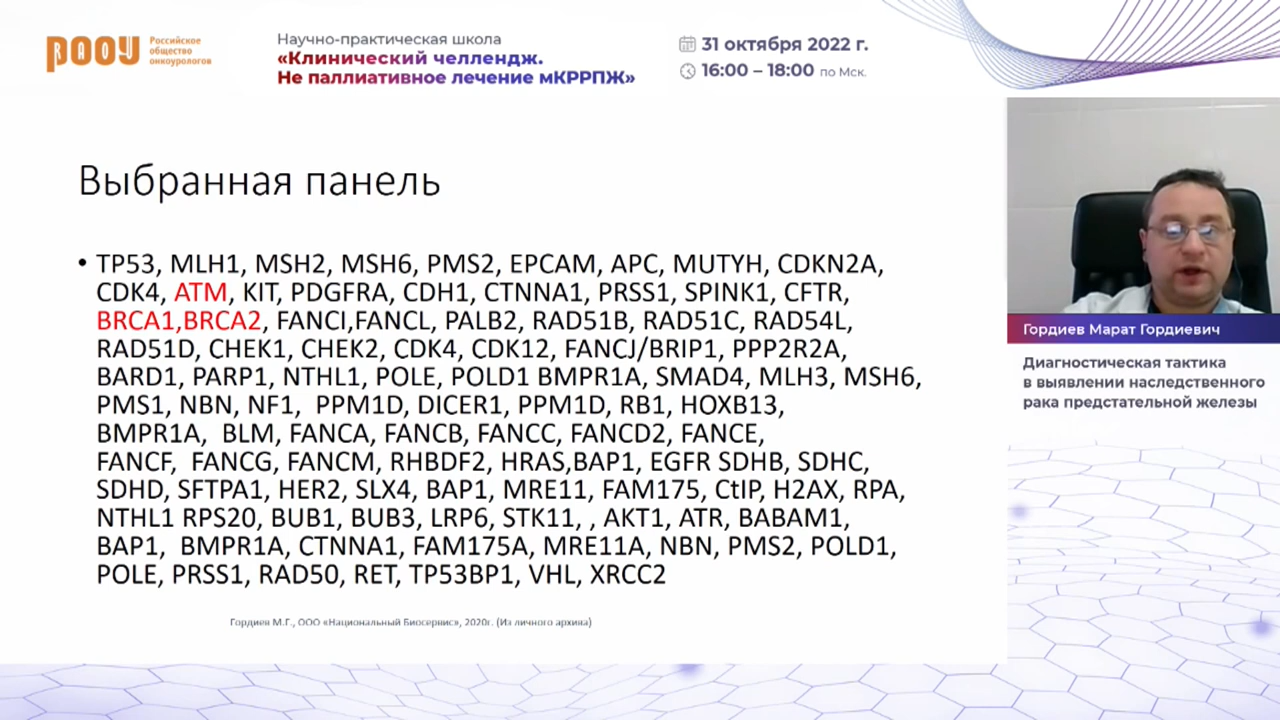 РАОУ
Российское
общество
онкоурологов
Научно-практическая школа
«Клинический челлендж.
Не паллиативное лечение мКРРПЖ»
31 октября 2022 г.
16:00 – 18:00 по Мск.
Выбранная панель
• TP53, MLH1, MSH2, MSH6, PMS2, EPCAM, APC, MUTYH, CDKN2A,
CDK4, ATM, KIT, PDGFRA, CDH1, CTNNA1, PRSS1, SPINK1, CFTR,
BRCA1,BRCA2, FANCI,FANCL, PALB2, RAD51B, RAD51C, RAD54L,
RAD51D, CHEK1, CHEK2, CDK4, CDK12, FANCJ/BRIP1, PPP2R2A,
BARD1, PARP1, NTHL1, POLE, POLD1 BMPR1A, SMAD4, MLH3, MSH6,
PMS1, NBN, NF1, PPM1D, DICER1, PPM1D, RB1, HOXB13,
BMPR1A, BLM, FANCA, FANCB, FANCC, FANCD2, FANCE,
FANCF, FANCG, FANCM, RHBDF2, HRAS,BAP1, EGFR SDHB, SDHC,
SDHD, SFTPA1, HER2, SLX4, BAP1, MRE11, FAM175, CtIP, H2AX, RPA,
NTHL1 RPS20, BUB1, BUB3, LRP6, STK11, , AKT1, ATR, BABAM1,
BAP1, BMPR1A, CTNNA1, FAM175A, MRE11A, NBN, PMS2, POLD1,
POLE, PRSS1, RAD50, RET, TP53BP1, VHL, XRCC2
Гордиев М.Г., ООО «Национальный Биосервис», 2020г. (Из личного архива)
Гордиев Марат Гордиевич
Диагностическая тактика
в выявлении наследственного
рака предстательной железы